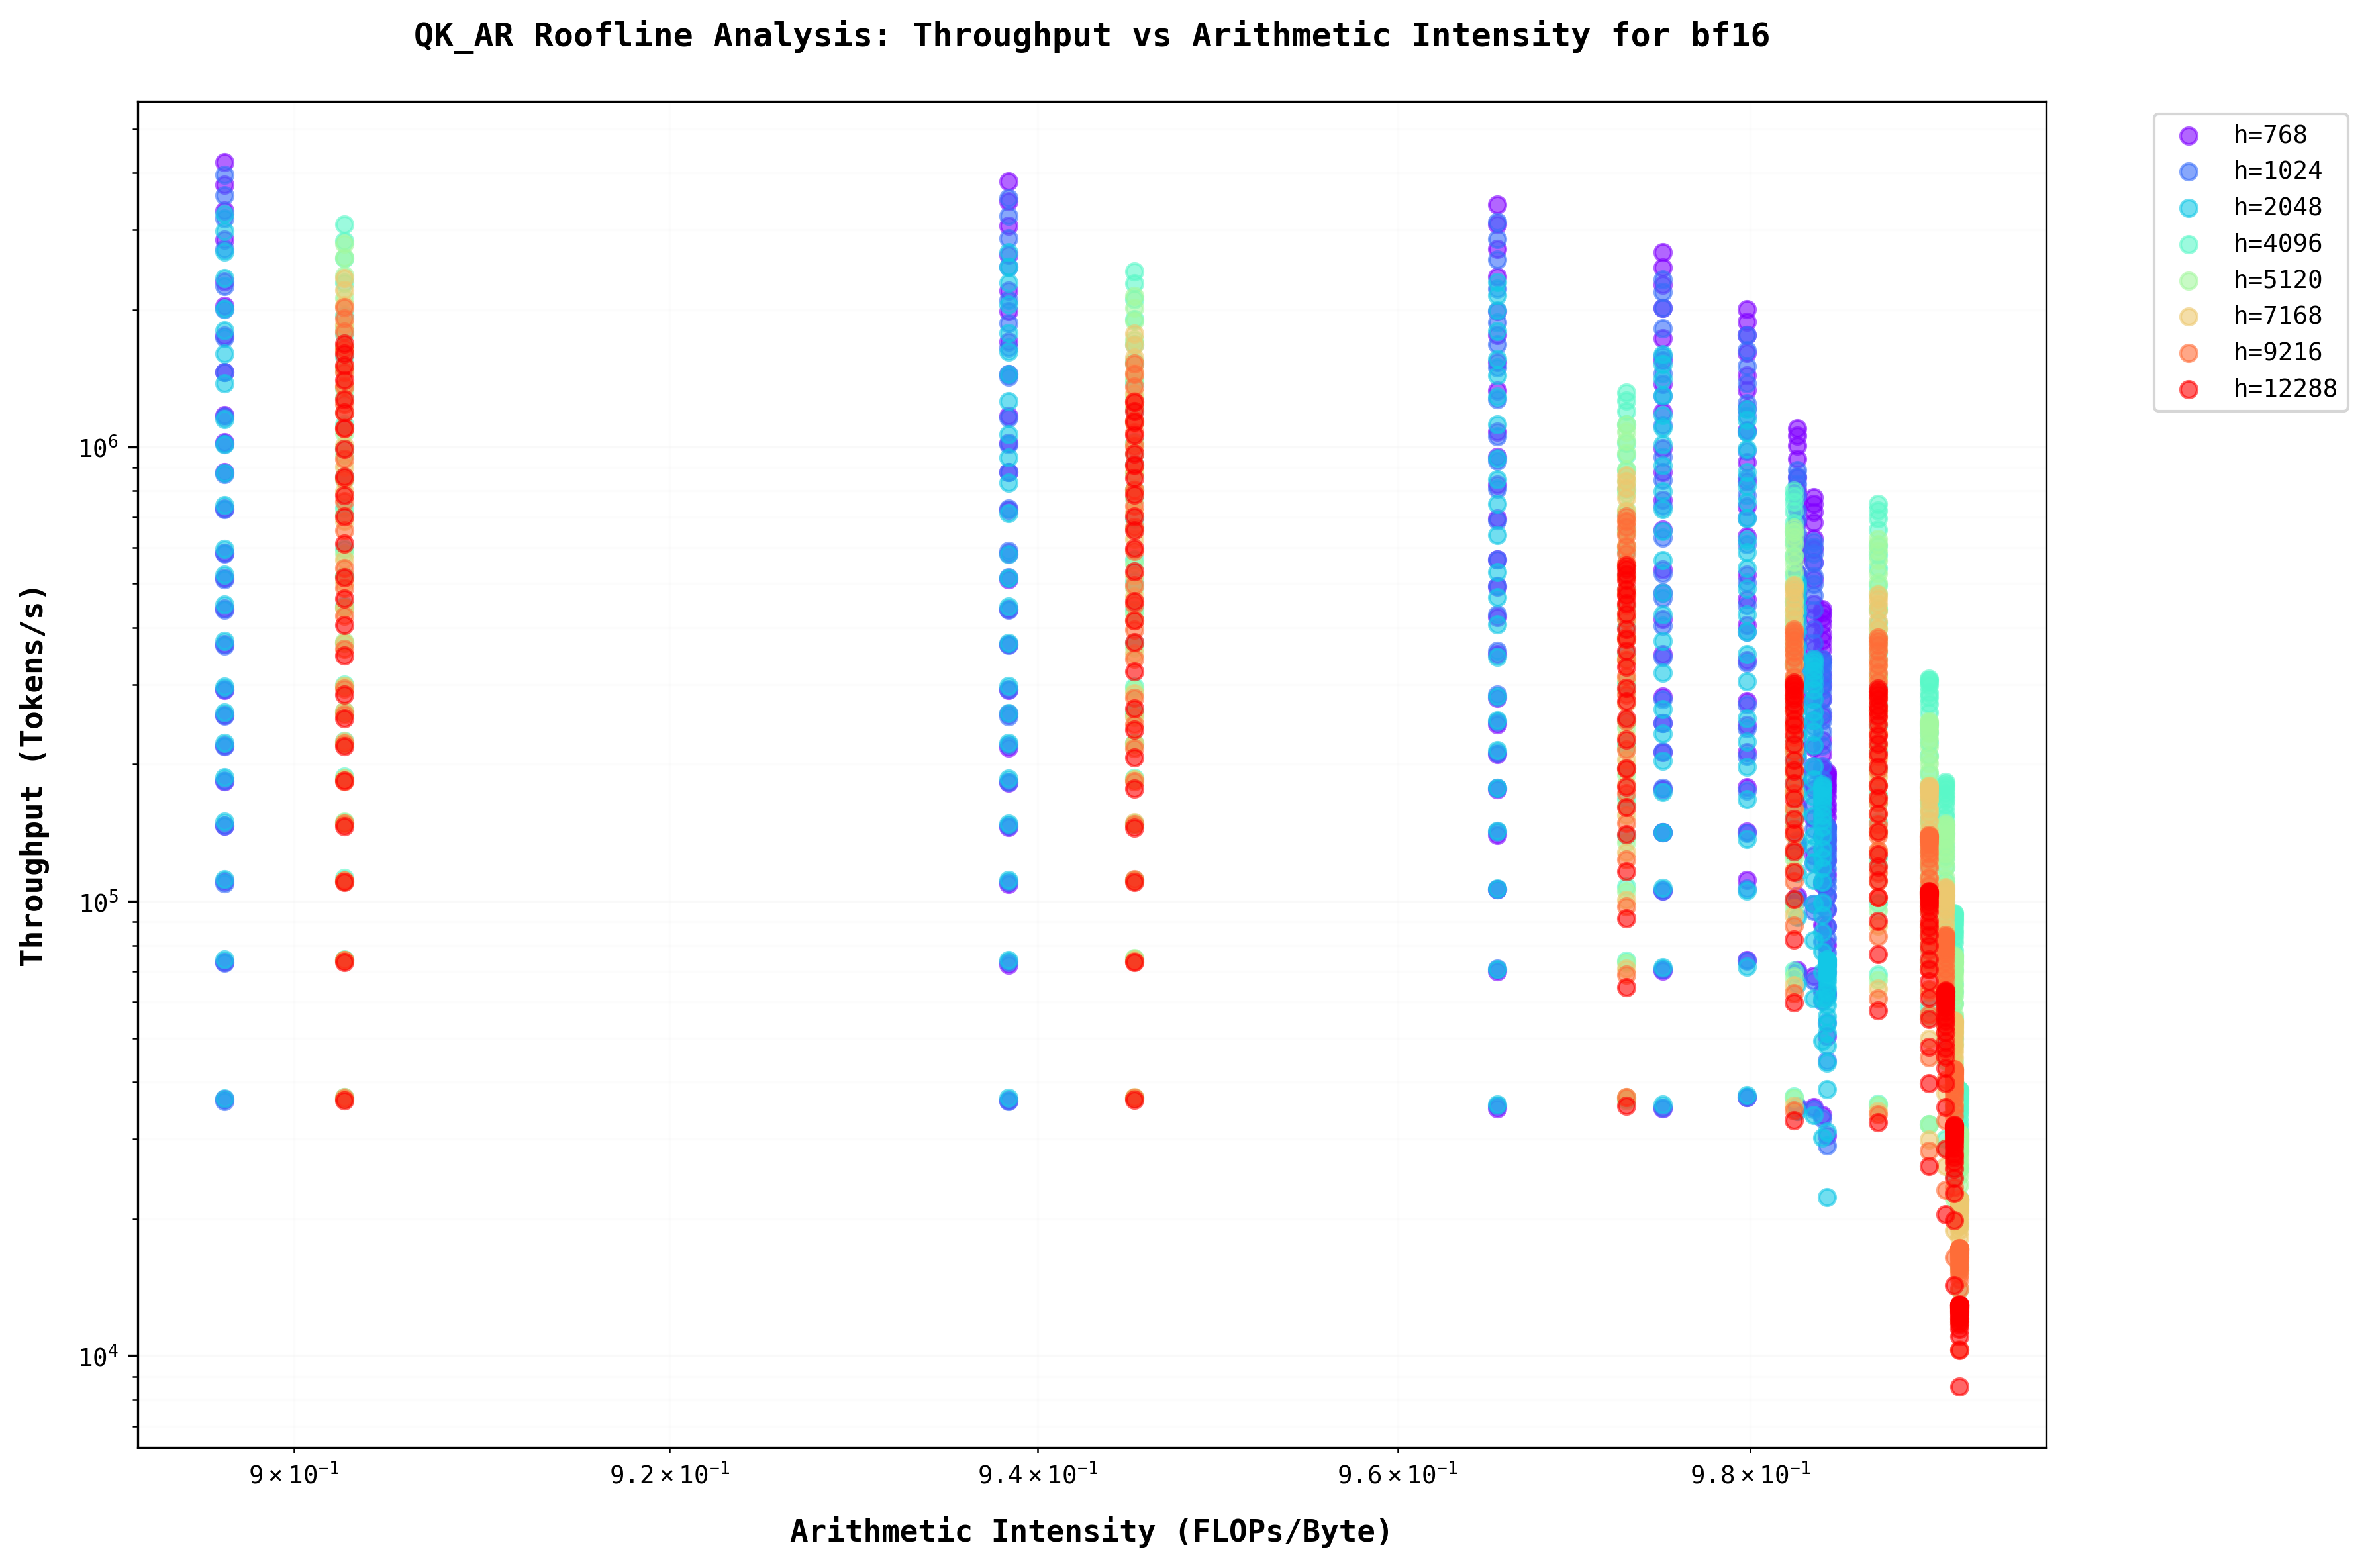 QK_AR Roofline Analysis: Throughput vs Arithmetic Intensity for bf16
h=768
h=1024
h=2048
h=4096
h=5120
h=7168
h=9216
h=12288
Throughput (Tokens/s)
10⁶
10⁵
10⁴
9×10⁻¹
9.2×10⁻¹
9.4×10⁻¹
9.6×10⁻¹
9.8×10⁻¹
Arithmetic Intensity (FLOPs/Byte)